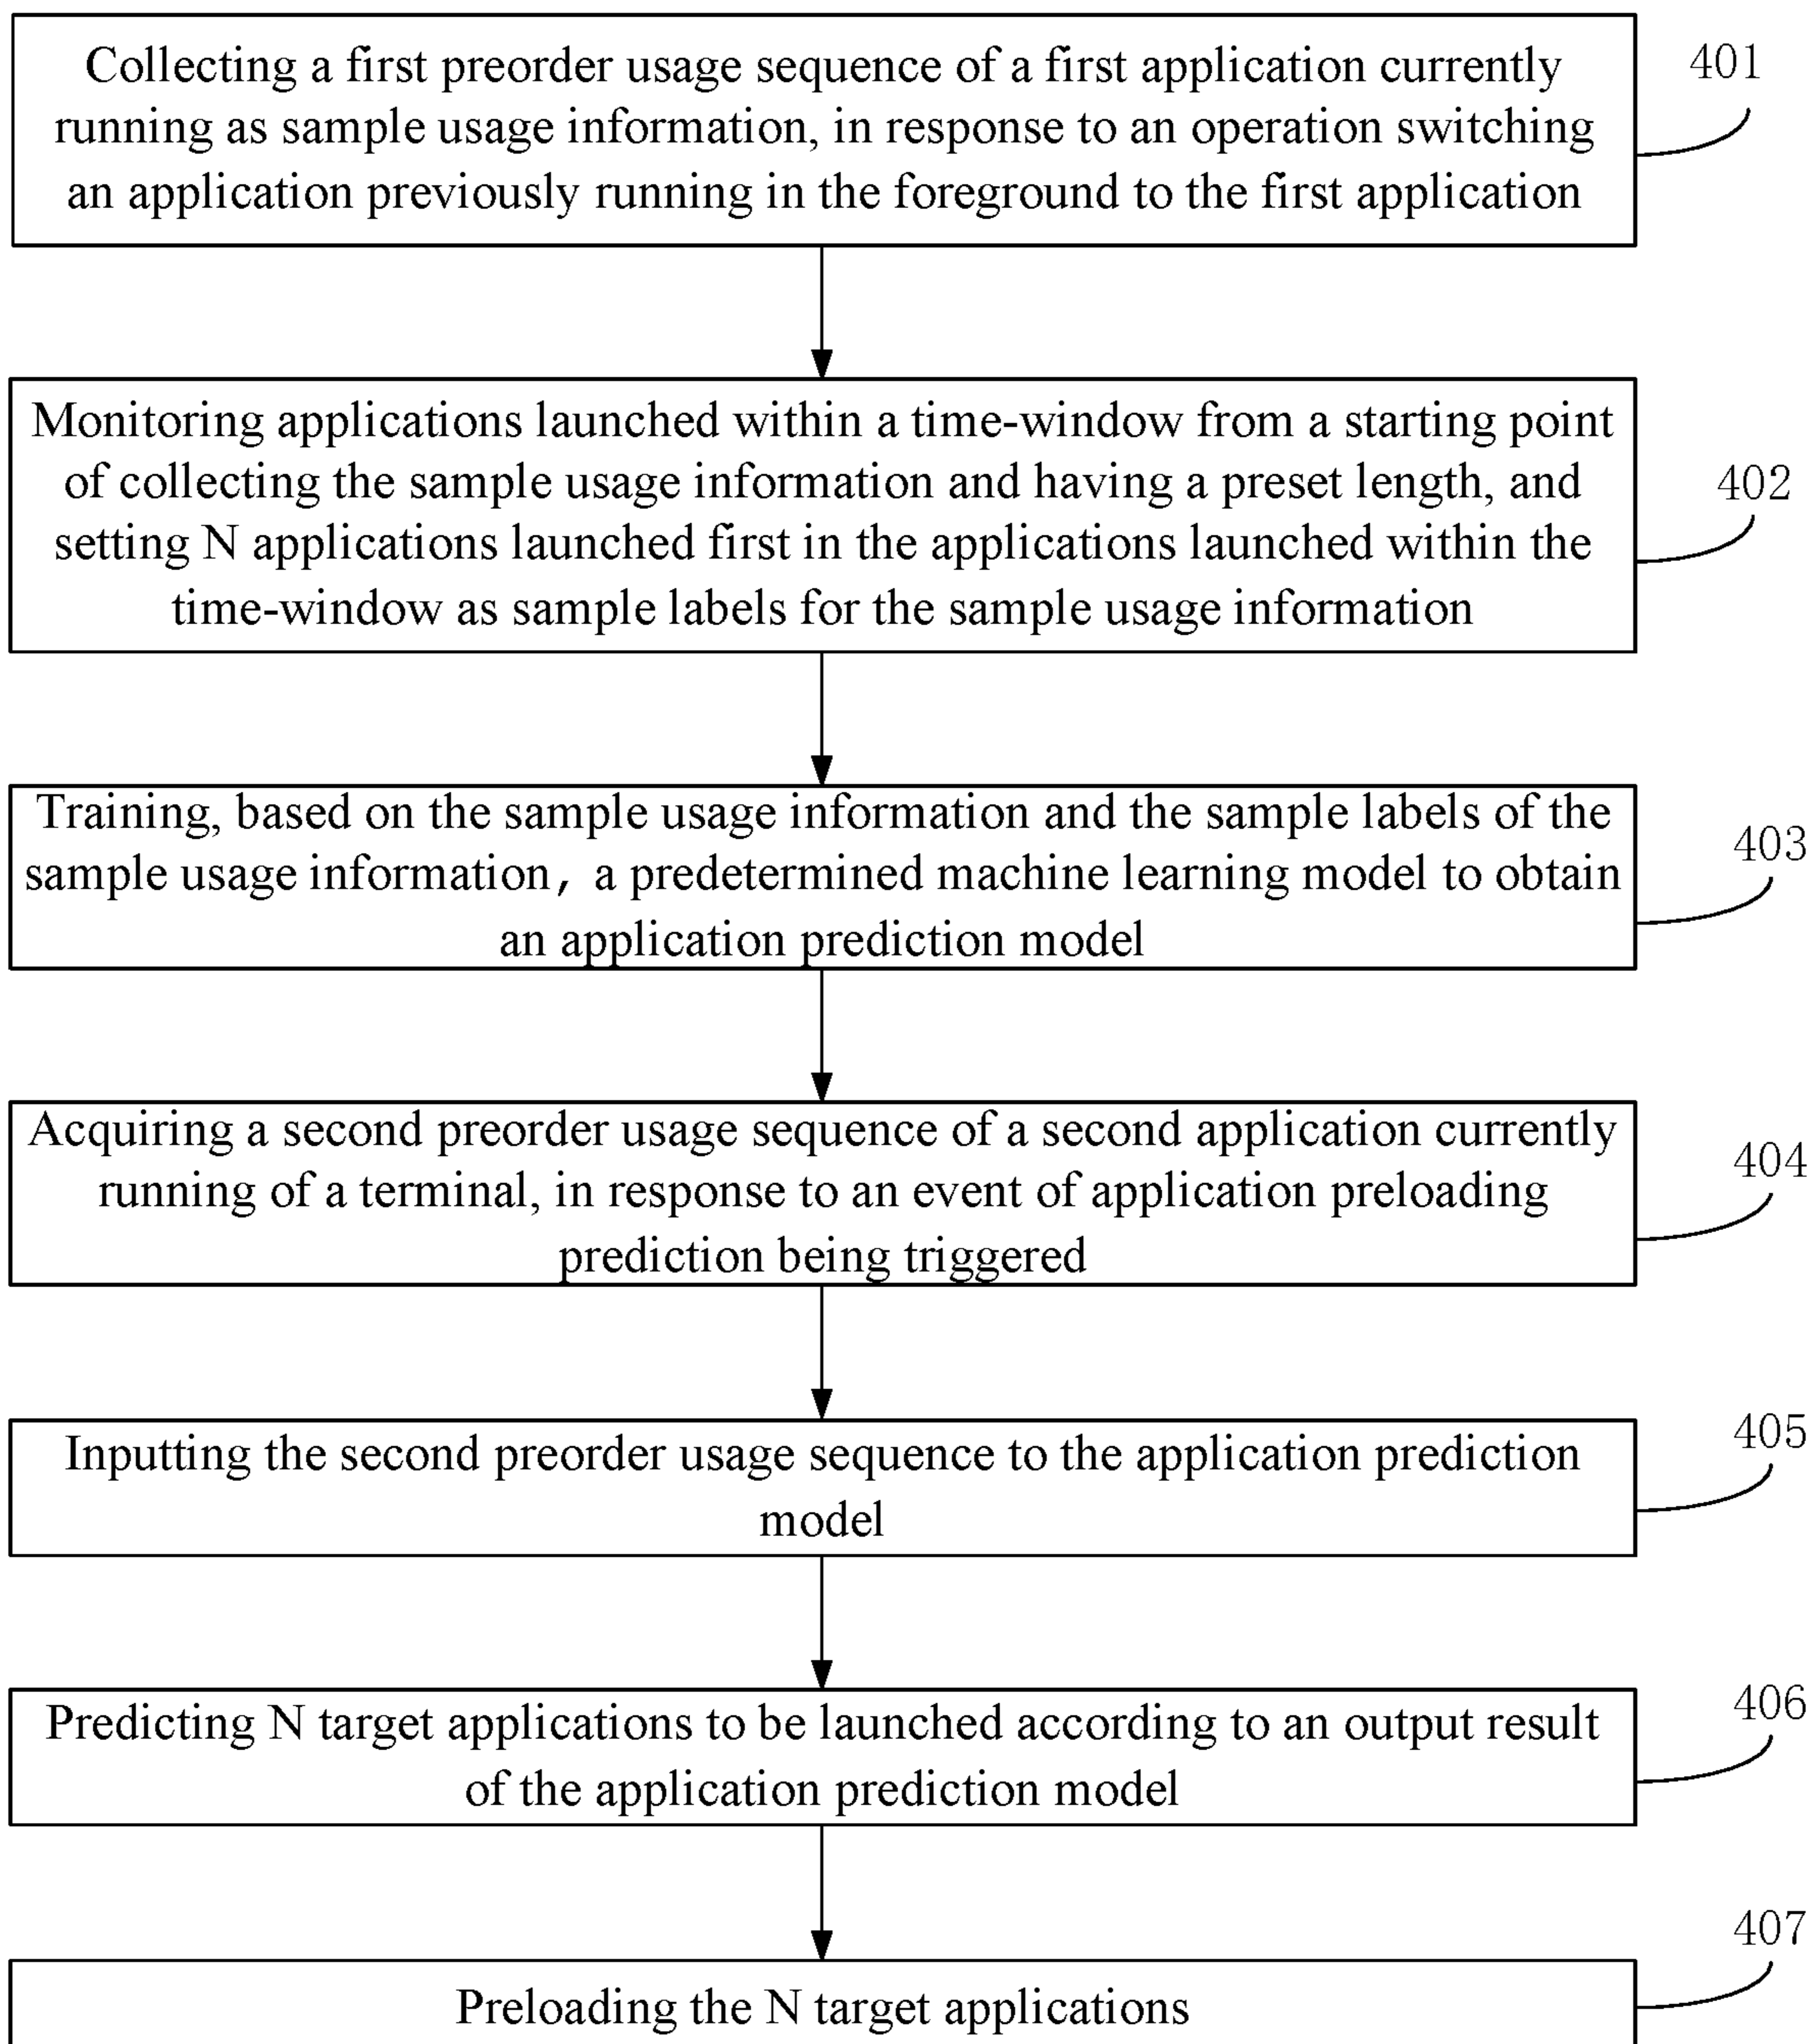 Collecting a first preorder usage sequence of a first application currently
running as sample usage information, in response to an operation switching
an application previously running in the foreground to the first application
401
Monitoring applications launched within a time-window from a starting point
of collecting the sample usage information and having a preset length, and
setting N applications launched first in the applications launched within the
time-window as sample labels for the sample usage information
402
Training, based on the sample usage information and the sample labels of the
sample usage information, a predetermined machine learning model to obtain
an application prediction model
403
Acquiring a second preorder usage sequence of a second application currently
running of a terminal, in response to an event of application preloading
prediction being triggered
404
Inputting the second preorder usage sequence to the application prediction
model
405
Predicting N target applications to be launched according to an output result
of the application prediction model
406
Preloading the N target applications
407